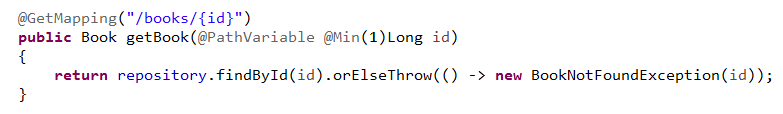 @GetMapping("/books/{id}")
public Book getBook(@PathVariable @Min(1)Long id)
{
    return repository.findById(id).orElseThrow(() -> new BookNotFoundException(id));
}